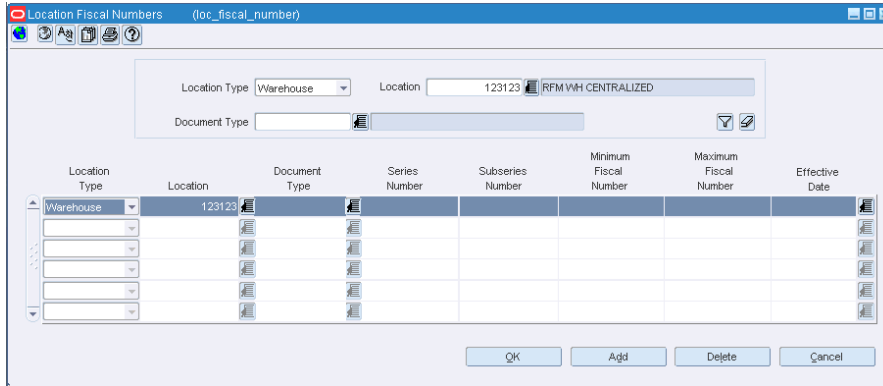 Location Fiscal Numbers (loc_fiscal_number)
Location Type Warehouse Location 123123 RFM WH CENTRALIZED
Document Type
Location Type Location Document Type Series Number Subseries Number Minimum Fiscal Number Maximum Fiscal Number Effective Date
Warehouse 123123
OK Add Delete Cancel